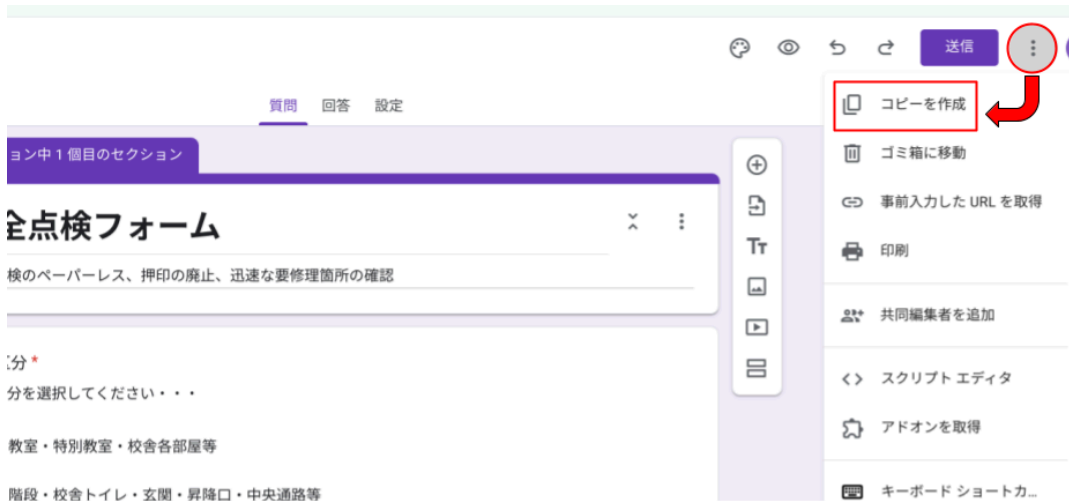 送信
質問 回答 設定
ョン中 1 個目のセクション
全点検フォーム
検のペーパーレス、押印の廃止、迅速な要修理箇所の確認
分 *
分を選択してください・・・
教室・特別教室・校舎各部屋等
階段・校舎トイレ・玄関・昇降口・中央通路等
Tт
コピーを作成
ゴミ箱に移動
事前入力した URL を取得
印刷
共同編集者を追加
スクリプト エディタ
アドオンを取得
キーボード ショートカ...